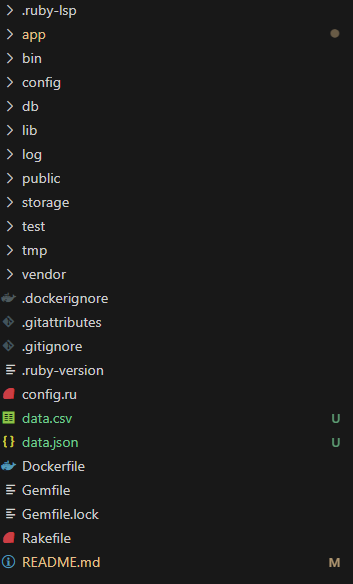 .ruby-lsp
app
bin
config
db
lib
log
public
storage
test
tmp
vendor
.dockerignore
.gitattributes
.gitignore
.ruby-version
config.ru
data.csv U
data.json U
Dockerfile
Gemfile
Gemfile.lock
Rakefile
README.md M